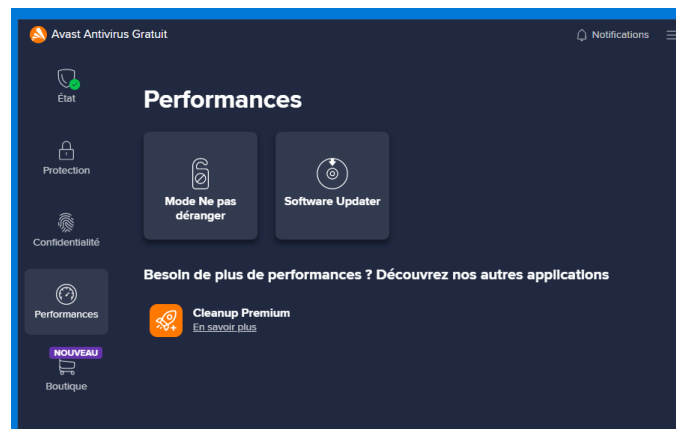 Avast Antivirus Gratuit
Notifications
État
Performances
Protection
Mode Ne pas
déranger
Software Updater
Confidentialité
Besoin de plus de performances ? Découvrez nos autres applications
Performances
Cleanup Premium
En savoir plus
NOUVEAU
Boutique